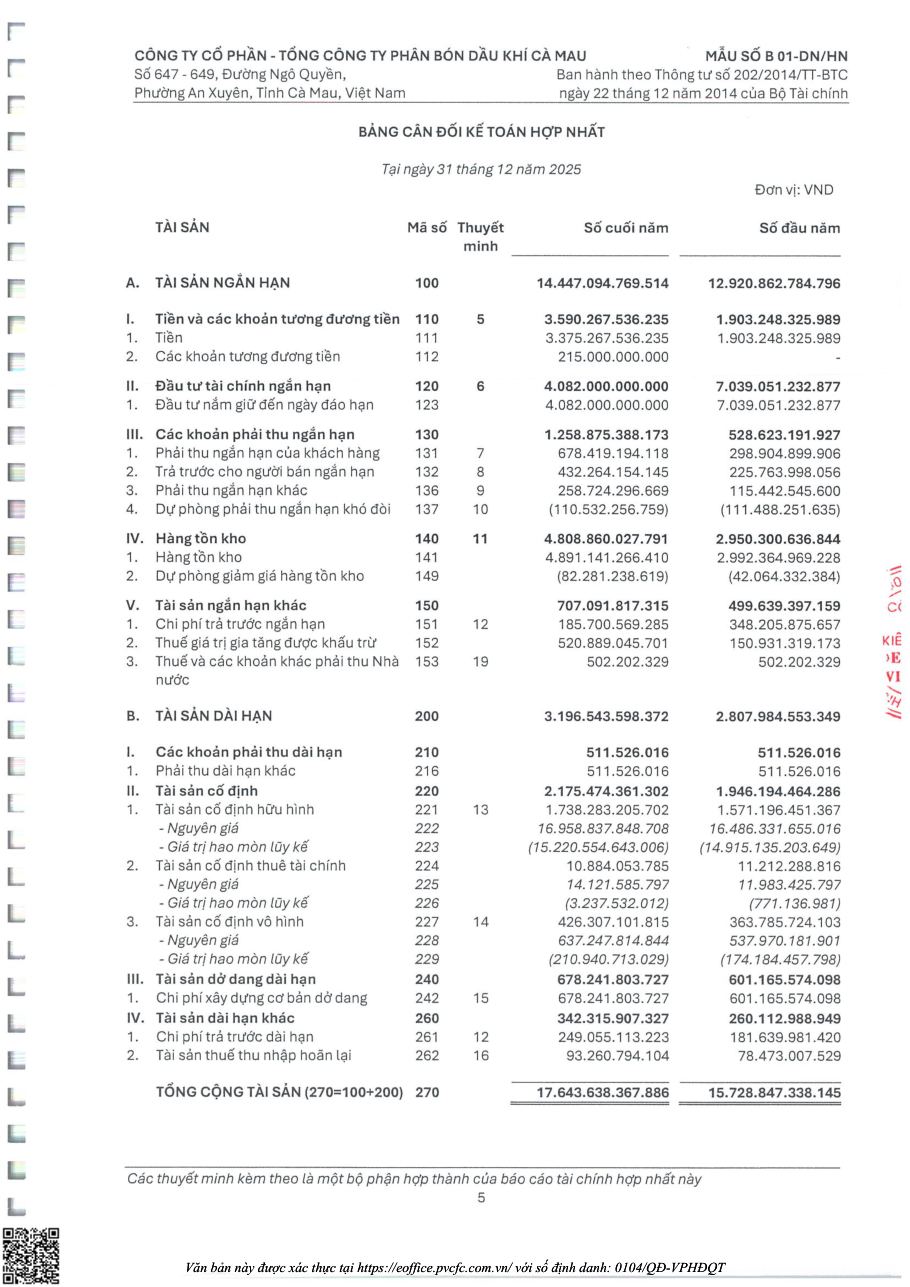 CÔNG TY CỔ PHẦN - TỔNG CÔNG TY PHÂN BÓN DẦU KHÍ CÀ MAU MẪU SỐ B 01-DN/HN
Số 647 - 649, Đường Ngô Quyền, Ban hành theo Thông tư số 202/2014/TT-BTC
Phường An Xuyên, Tỉnh Cà Mau, Việt Nam ngày 22 tháng 12 năm 2014 của Bộ Tài chính
BẢNG CÂN ĐỐI KẾ TOÁN HỢP NHẤT
Tại ngày 31 tháng 12 năm 2025
Đơn vị: VND
TÀI SẢN Mã số Thuyết Số cuối năm Số đầu năm
minh
A. TÀI SẢN NGẮN HẠN 100 14.447.094.769.514 12.920.862.784.796
I. Tiền và các khoản tương đương tiền 110 5 3.590.267.536.235 1.903.248.325.989
1. Tiền 111 3.375.267.536.235 1.903.248.325.989
2. Các khoản tương đương tiền 112 215.000.000.000 -
II. Đầu tư tài chính ngắn hạn 120 6 4.082.000.000.000 7.039.051.232.877
1. Đầu tư nắm giữ đến ngày đáo hạn 123 4.082.000.000.000 7.039.051.232.877
III. Các khoản phải thu ngắn hạn 130 1.258.875.388.173 528.623.191.927
1. Phải thu ngắn hạn của khách hàng 131 7 678.419.194.118 298.904.899.906
2. Trả trước cho người bán ngắn hạn 132 8 432.264.154.145 225.763.998.056
3. Phải thu ngắn hạn khác 136 9 258.724.296.669 115.442.545.600
4. Dự phòng phải thu ngắn hạn khó đòi 137 10 (110.532.256.759) (111.488.251.635)
IV. Hàng tồn kho 140 11 4.808.860.027.791 2.950.300.636.844
1. Hàng tồn kho 141 4.891.141.266.410 2.992.364.969.228
2. Dự phòng giảm giá hàng tồn kho 149 (82.281.238.619) (42.064.332.384)
V. Tài sản ngắn hạn khác 150 707.091.817.315 499.639.397.159
1. Chi phí trả trước ngắn hạn 151 12 185.700.569.285 348.205.875.657
2. Thuế giá trị gia tăng được khấu trừ 152 520.889.045.701 150.931.319.173
3. Thuế và các khoản khác phải thu Nhà 153 19 502.202.329 502.202.329
nước
B. TÀI SẢN DÀI HẠN 200 3.196.543.598.372 2.807.984.553.349
I. Các khoản phải thu dài hạn 210 511.526.016 511.526.016
1. Phải thu dài hạn khác 216 511.526.016 511.526.016
II. Tài sản cố định 220 2.175.474.361.302 1.946.194.464.286
1. Tài sản cố định hữu hình 221 13 1.738.283.205.702 1.571.196.451.367
- Nguyên giá 222 16.958.837.848.708 16.486.331.655.016
- Giá trị hao mòn lũy kế 223 (15.220.554.643.006) (14.915.135.203.649)
2. Tài sản cố định thuê tài chính 224 10.884.053.785 11.212.288.816
- Nguyên giá 225 14.121.585.797 11.983.425.797
- Giá trị hao mòn lũy kế 226 (3.237.532.012) (771.136.981)
3. Tài sản cố định vô hình 227 14 426.307.101.815 363.785.724.103
- Nguyên giá 228 637.247.814.844 537.970.181.901
- Giá trị hao mòn lũy kế 229 (210.940.713.029) (174.184.457.798)
III. Tài sản dở dang dài hạn 240 678.241.803.727 601.165.574.098
1. Chi phí xây dựng cơ bản dở dang 242 15 678.241.803.727 601.165.574.098
IV. Tài sản dài hạn khác 260 342.315.907.327 260.112.988.949
1. Chi phí trả trước dài hạn 261 12 249.055.113.223 181.639.981.420
2. Tài sản thuế thu nhập hoãn lại 262 16 93.260.794.104 78.473.007.529
TỔNG CỘNG TÀI SẢN (270=100+200) 270 17.643.638.367.886 15.728.847.338.145
Các thuyết minh kèm theo là một bộ phận hợp thành của báo cáo tài chính hợp nhất này
5
Văn bản này được xác thực tại https://eoffice.pvcfc.com.vn/ với số định danh: 0104/QĐ-VPHĐQT